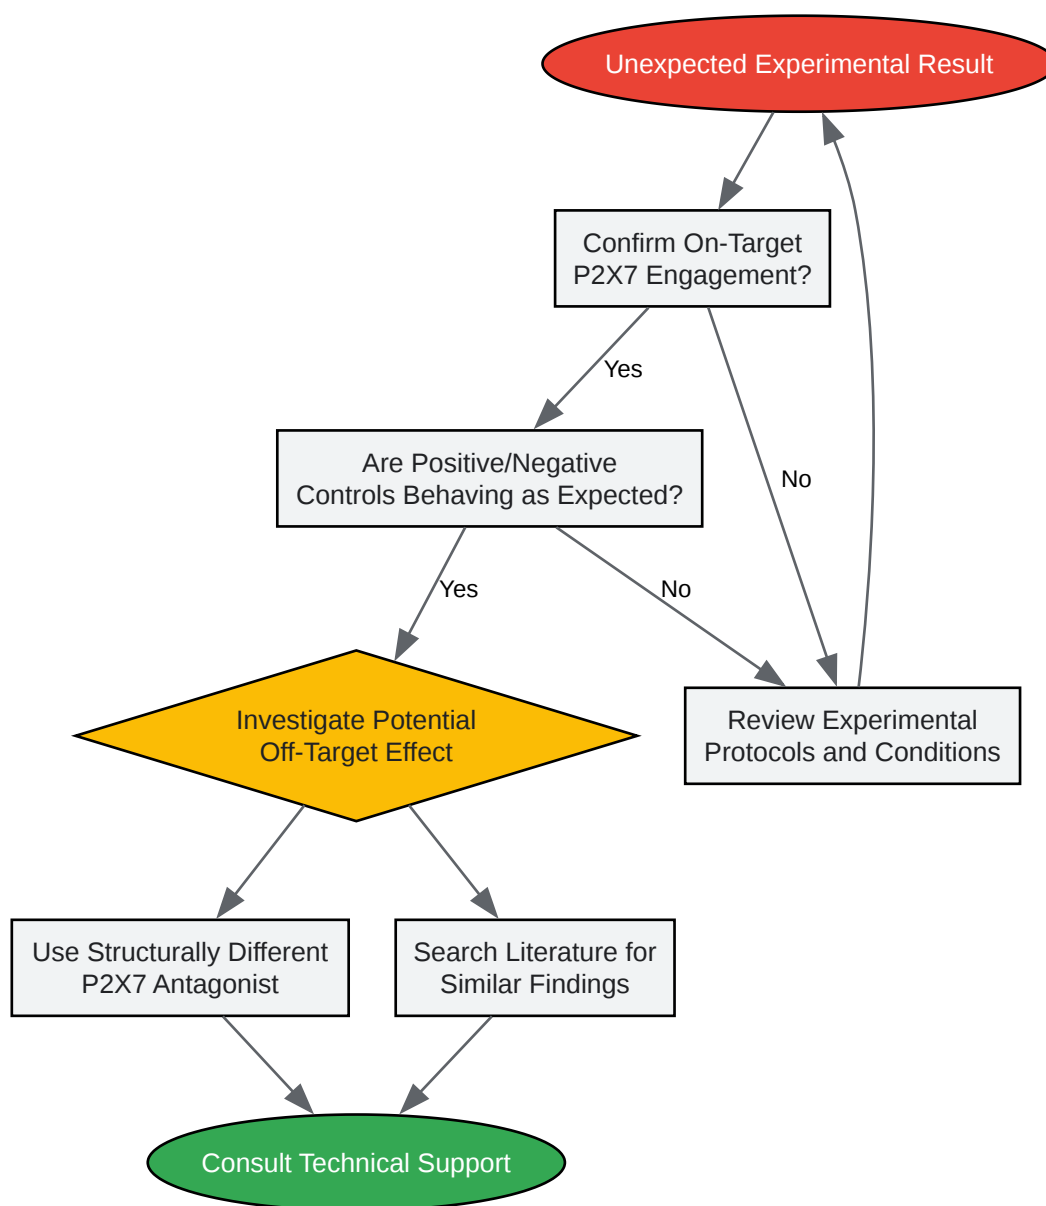 Unexpected Experimental Result
Confirm On-Target
P2X7 Engagement?
Yes
No
Are Positive/Negative
Controls Behaving as Expected?
Yes
No
Investigate Potential
Off-Target Effect
Review Experimental
Protocols and Conditions
Use Structurally Different
P2X7 Antagonist
Search Literature for
Similar Findings
Consult Technical Support